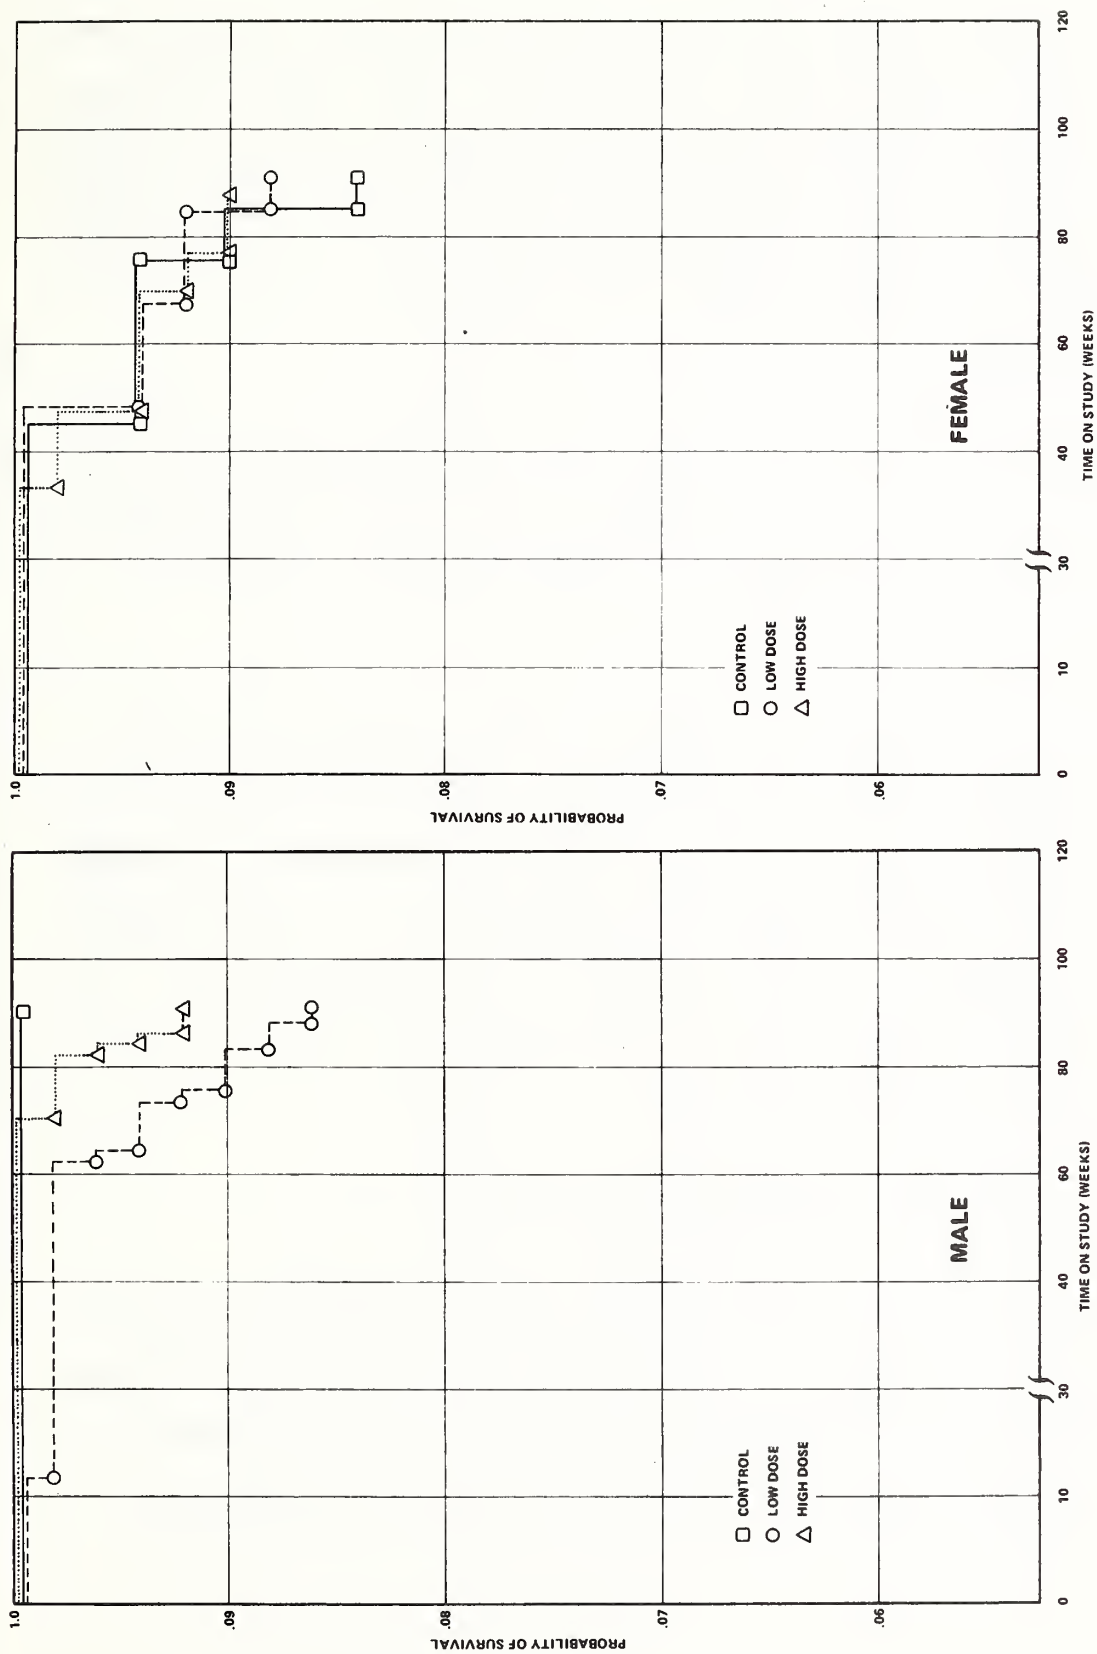 PROBABILITY OF SURVIVAL
1.0
.09
.08
.07
.06
0
10
30
40
60
80
100
120
TIME ON STUDY (WEEKS)
CONTROL
LOW DOSE
HIGH DOSE
MALE
PROBABILITY OF SURVIVAL
1.0
.09
.08
.07
.06
0
10
30
40
60
80
100
120
TIME ON STUDY (WEEKS)
CONTROL
LOW DOSE
HIGH DOSE
FEMALE